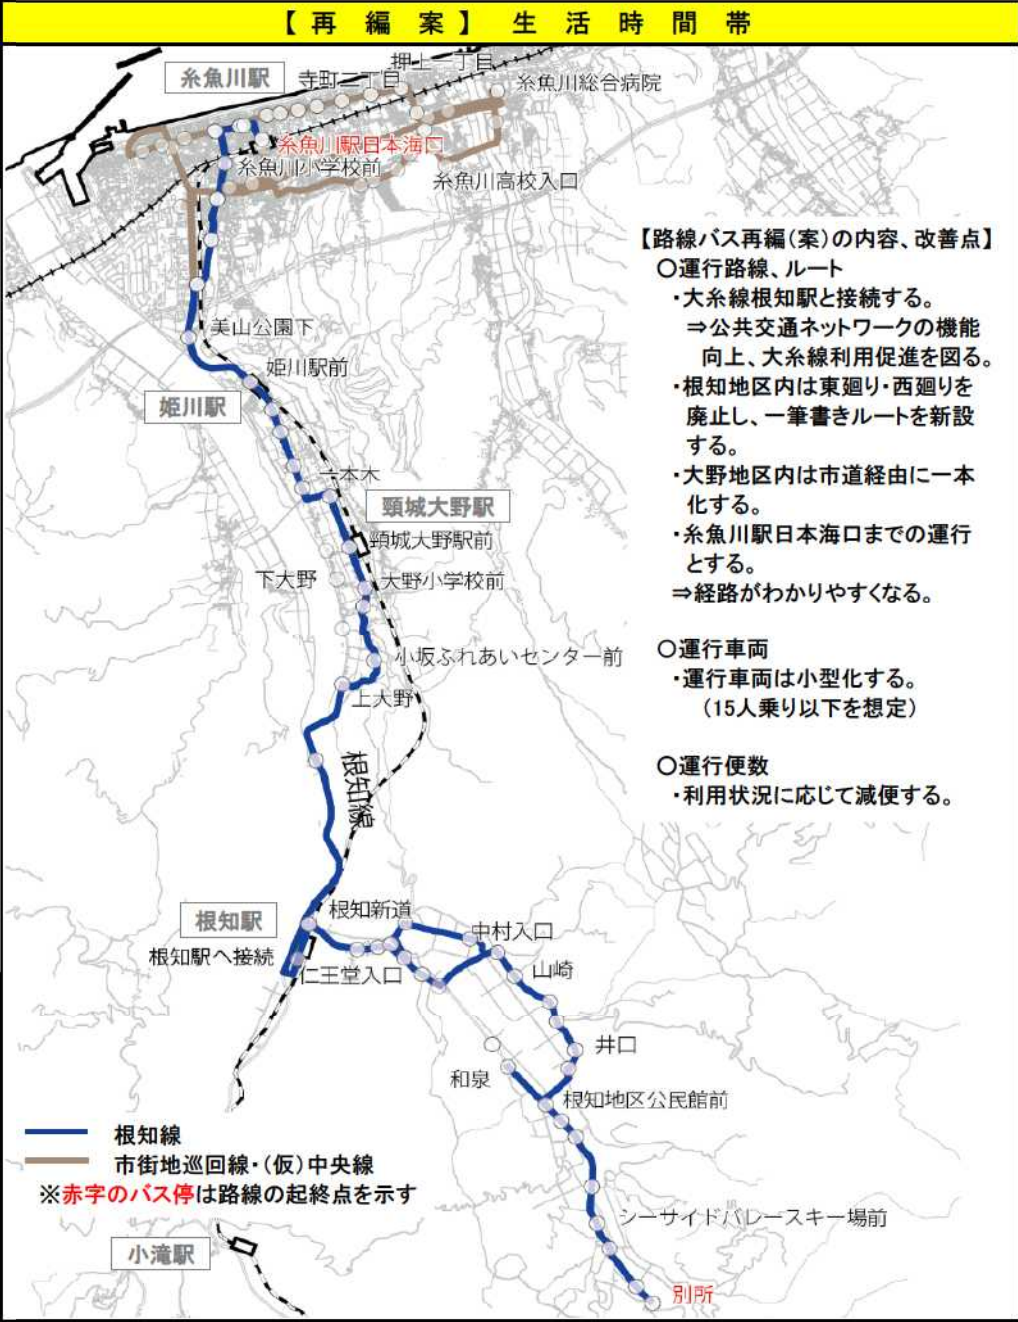 【再編案】 生活時間帯
糸魚川駅
寺町二丁目
押上一丁目
糸魚川総合病院
糸魚川駅日本海口
糸魚川小学校前
糸魚川高校入口
美山公園下
姫川駅前
姫川駅
一本木
頸城大野駅
頸城大野駅前
下大野
大野小学校前
小坂ふれあいセンター前
上大野
根知線
根知駅
根知新道
根知駅へ接続
仁王堂入口
中村入口
山崎
井口
和泉
根知地区公民館前
シーサイドバレースキー場前
別所
小滝駅
【路線バス再編(案)の内容、改善点】
○運行路線、ルート
・大糸線根知駅と接続する。
⇒公共交通ネットワークの機能
向上、大糸線利用促進を図る。
・根知地区内は東廻り・西廻りを
廃止し、一筆書きルートを新設
する。
・大野地区内は市道経由に一本
化する。
・糸魚川駅日本海口までの運行
とする。
⇒経路がわかりやすくなる。
○運行車両
・運行車両は小型化する。
(15人乗り以下を想定)
○運行便数
・利用状況に応じて減便する。
根知線
市街地巡回線・(仮)中央線
※赤字のバス停は路線の起終点を示す